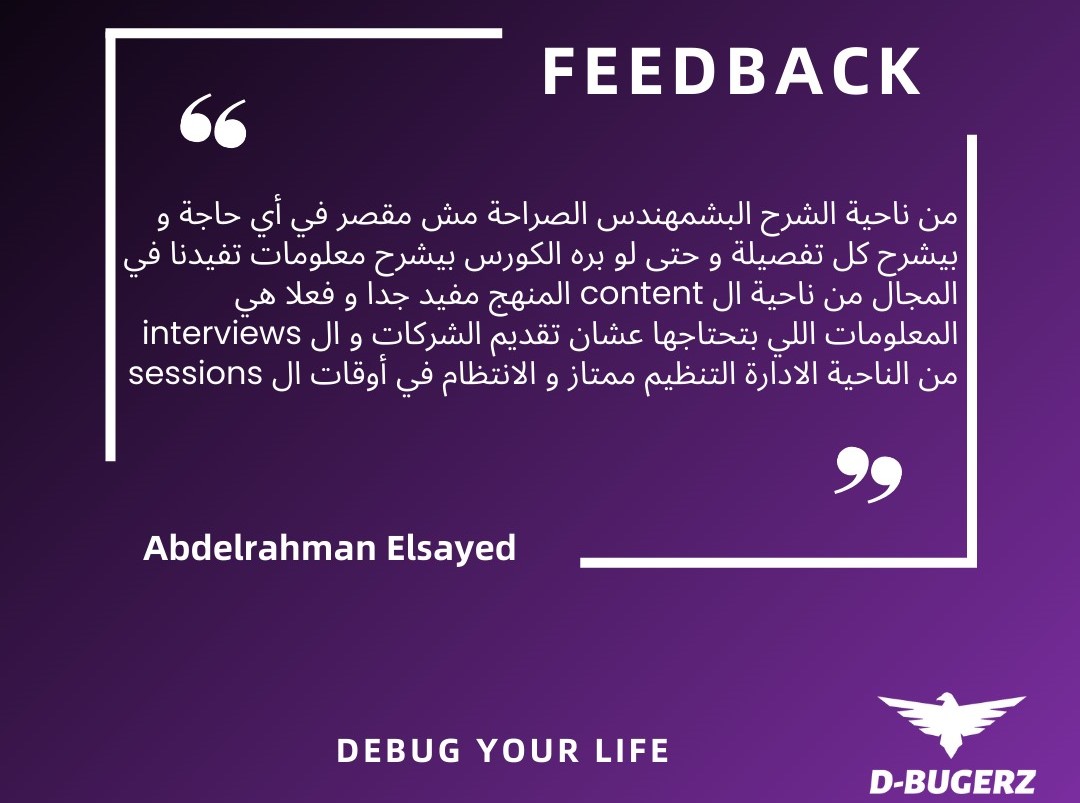 FEEDBACK
“
من ناحية الشرح البشمهندس الصراحة مش مقصر في أي حاجة و
بيشرح كل تفصيلة و حتى لو بره الكورس بيشرح معلومات تفيدنا في
المجال من ناحية ال content المنهج مفيد جدا و فعلا هي
المعلومات اللي بتحتاجها عشان تقديم الشركات و ال interviews
من الناحية الادارة التنظيم ممتاز و الانتظام في أوقات ال sessions
”
Abdelrahman Elsayed
DEBUG YOUR LIFE
D-BUGERZ